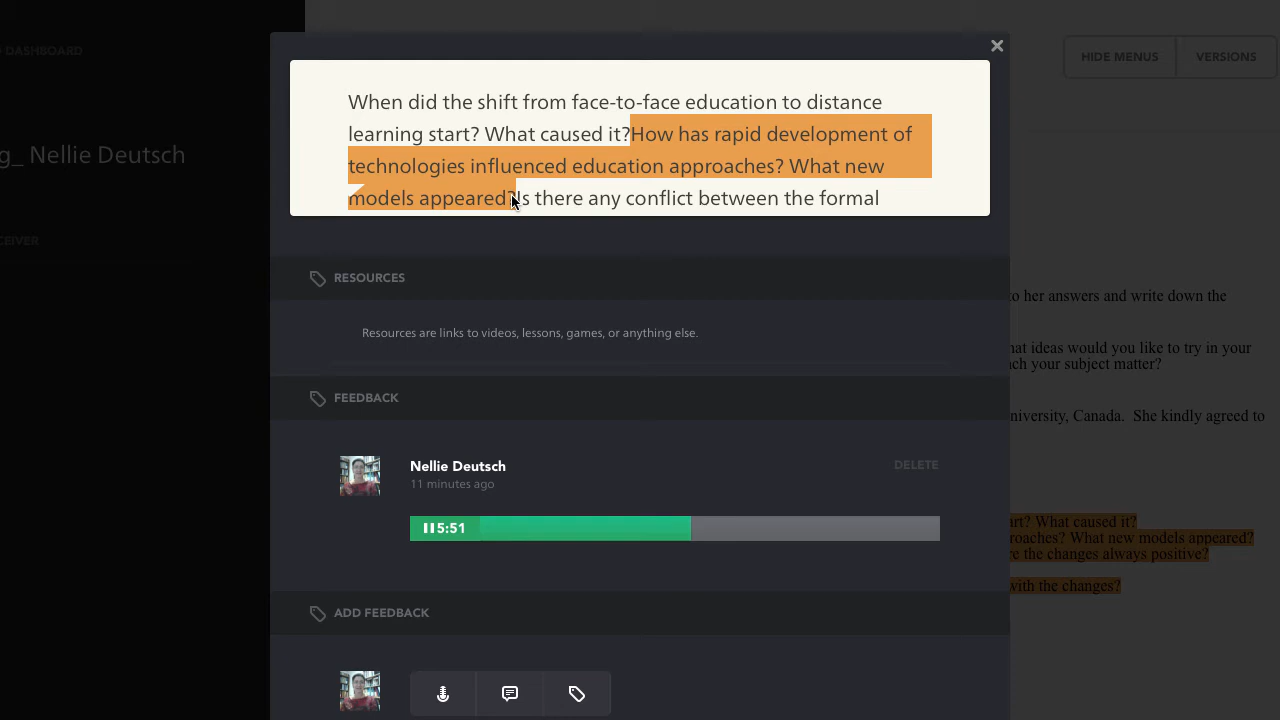 DASHBOARD
HIDE MENUS
VERSIONS
g_ Nellie Deutsch
CEIVER
When did the shift from face-to-face education to distance
learning start? What caused it?How has rapid development of
technologies influenced education approaches? What new
models appeared?Is there any conflict between the formal
RESOURCES
Resources are links to videos, lessons, games, or anything else.
FEEDBACK
Nellie Deutsch
11 minutes ago
DELETE
5:51
ADD FEEDBACK
to her answers and write down the
hat ideas would you like to try in your
ch your subject matter?
niversity, Canada.  She kindly agreed to
art? What caused it?
roaches? What new models appeared?
re the changes always positive?
with the changes?